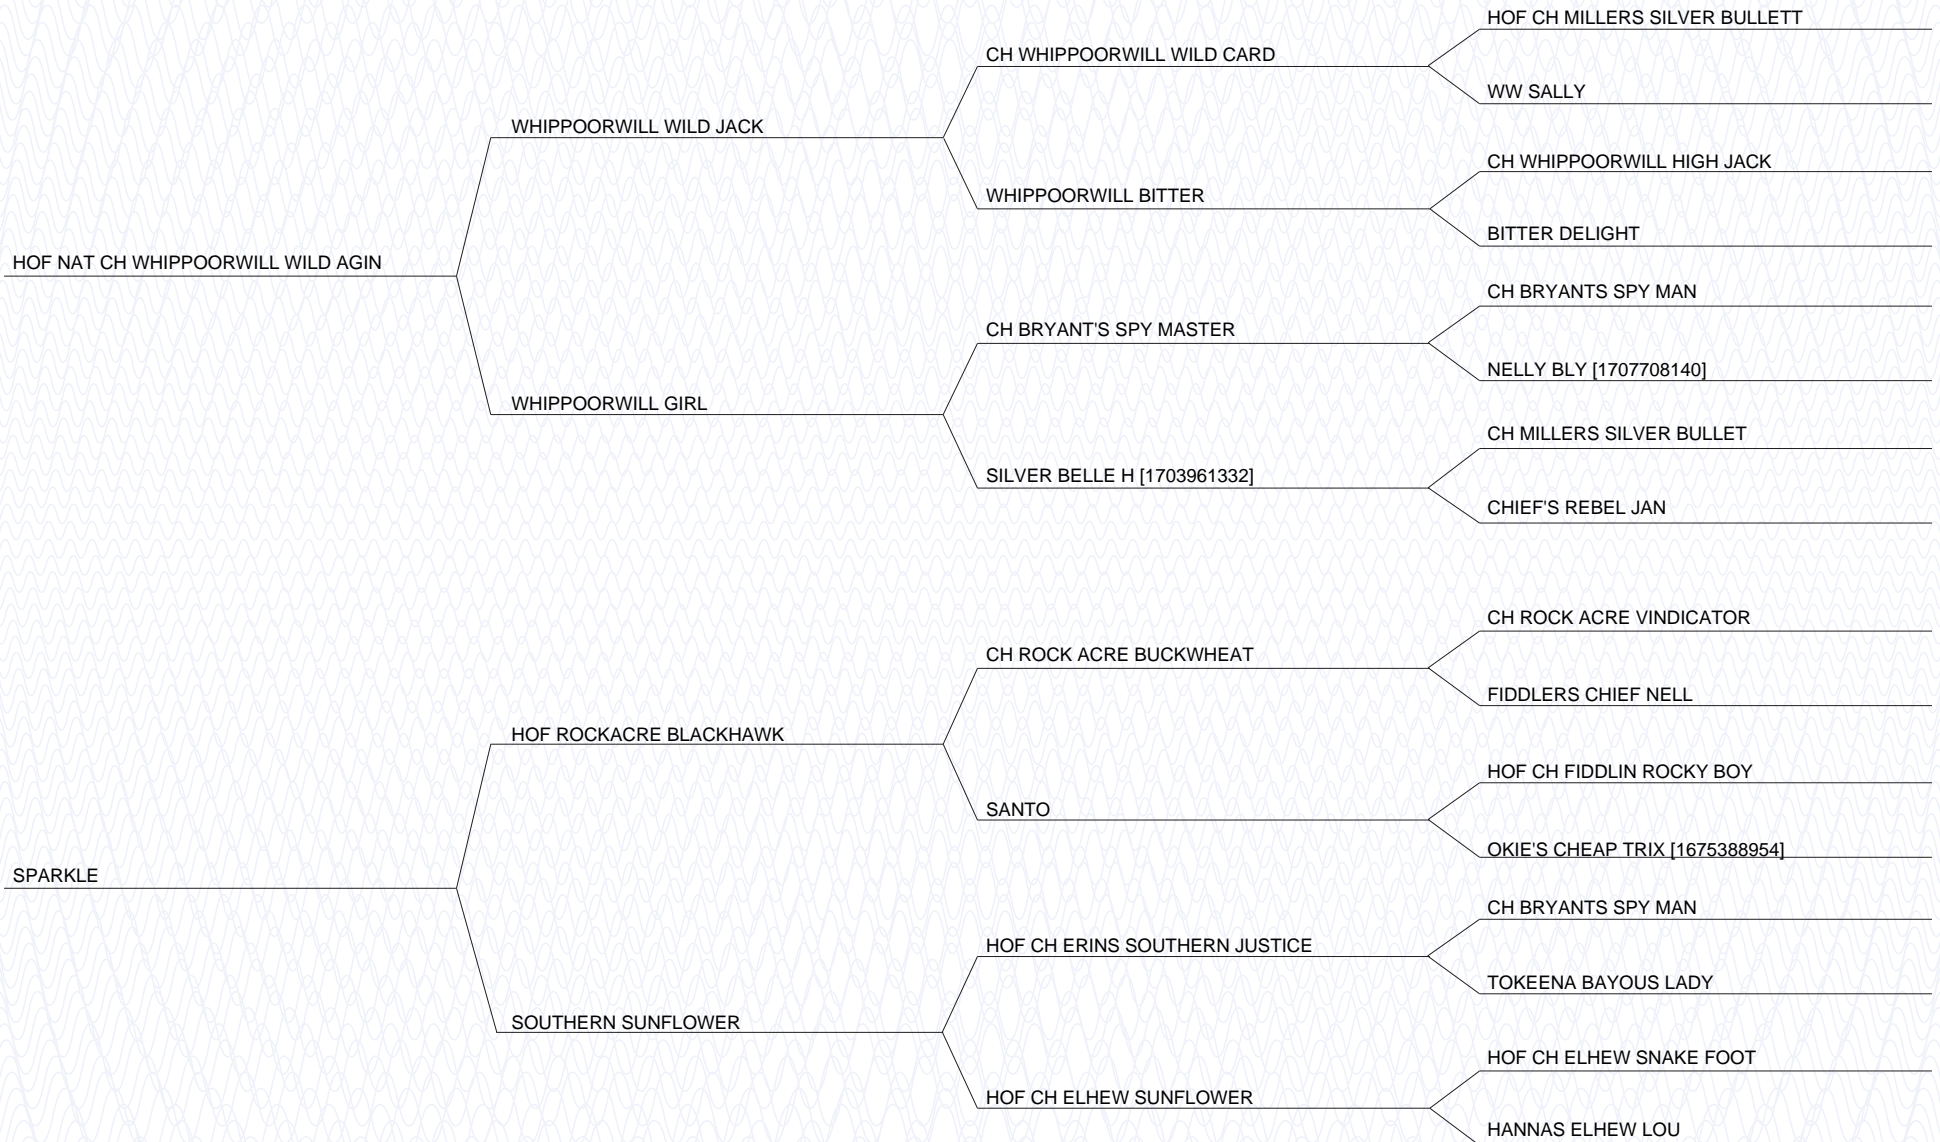 HOF CH MILLERS SILVER BULLETT
CH WHIPPOORWILL WILD CARD
WW SALLY
WHIPPOORWILL WILD JACK
CH WHIPPOORWILL HIGH JACK
WHIPPOORWILL BITTER
BITTER DELIGHT
HOF NAT CH WHIPPOORWILL WILD AGIN
CH BRYANTS SPY MAN
CH BRYANT'S SPY MASTER
NELLY BLY [1707708140]
WHIPPOORWILL GIRL
CH MILLERS SILVER BULLET
SILVER BELLE H [1703961332]
CHIEF'S REBEL JAN
CH ROCK ACRE VINDICATOR
CH ROCK ACRE BUCKWHEAT
FIDDLERS CHIEF NELL
HOF ROCKACRE BLACKHAWK
HOF CH FIDDLIN ROCKY BOY
SANTO
OKIE'S CHEAP TRIX [1675388954]
SPARKLE
CH BRYANTS SPY MAN
HOF CH ERINS SOUTHERN JUSTICE
TOKEENA BAYOUS LADY
SOUTHERN SUNFLOWER
HOF CH ELHEW SNAKE FOOT
HOF CH ELHEW SUNFLOWER
HANNAS ELHEW LOU